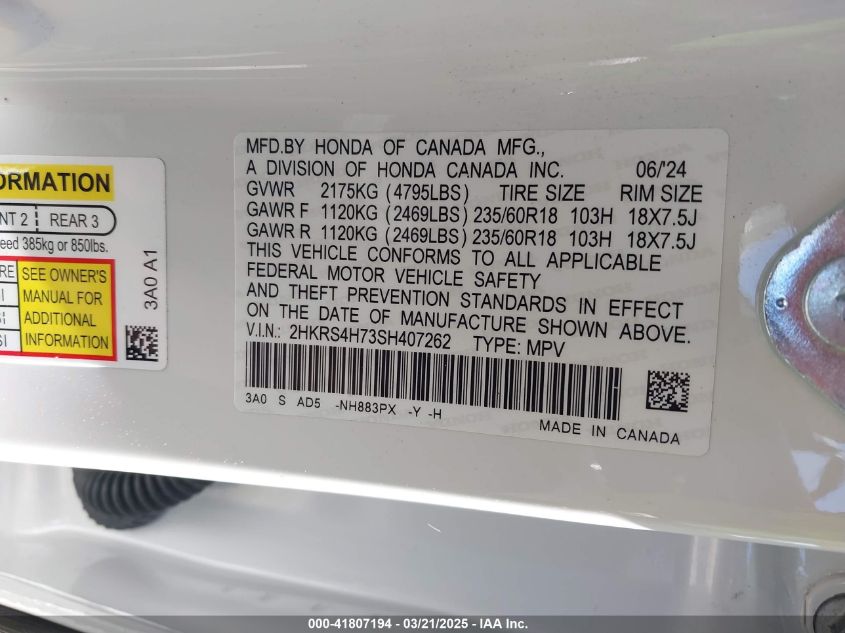 ORMATION
NT 2 REAR 3
eed 385kg or 850lbs.
RE SEE OWNER'S
I MANUAL FOR
SI ADDITIONAL
SI INFORMATION
3A0 A1
MFD.BY HONDA OF CANADA MFG.,
A DIVISION OF HONDA CANADA INC. 06/'24
GVWR 2175KG (4795LBS) TIRE SIZE RIM SIZE
GAWR F 1120KG (2469LBS) 235/60R18 103H 18X7.5J
GAWR R 1120KG (2469LBS) 235/60R18 103H 18X7.5J
THIS VEHICLE CONFORMS TO ALL APPLICABLE
FEDERAL MOTOR VEHICLE SAFETY
AND THEFT PREVENTION STANDARDS IN EFFECT
ON THE DATE OF MANUFACTURE SHOWN ABOVE.
V.I.N.: 2HKRS4H73SH407262 TYPE: MPV
3A0 S AD5 -NH883PX -Y -H
MADE IN CANADA
000-41807194 - 03/21/2025 - IAA Inc.